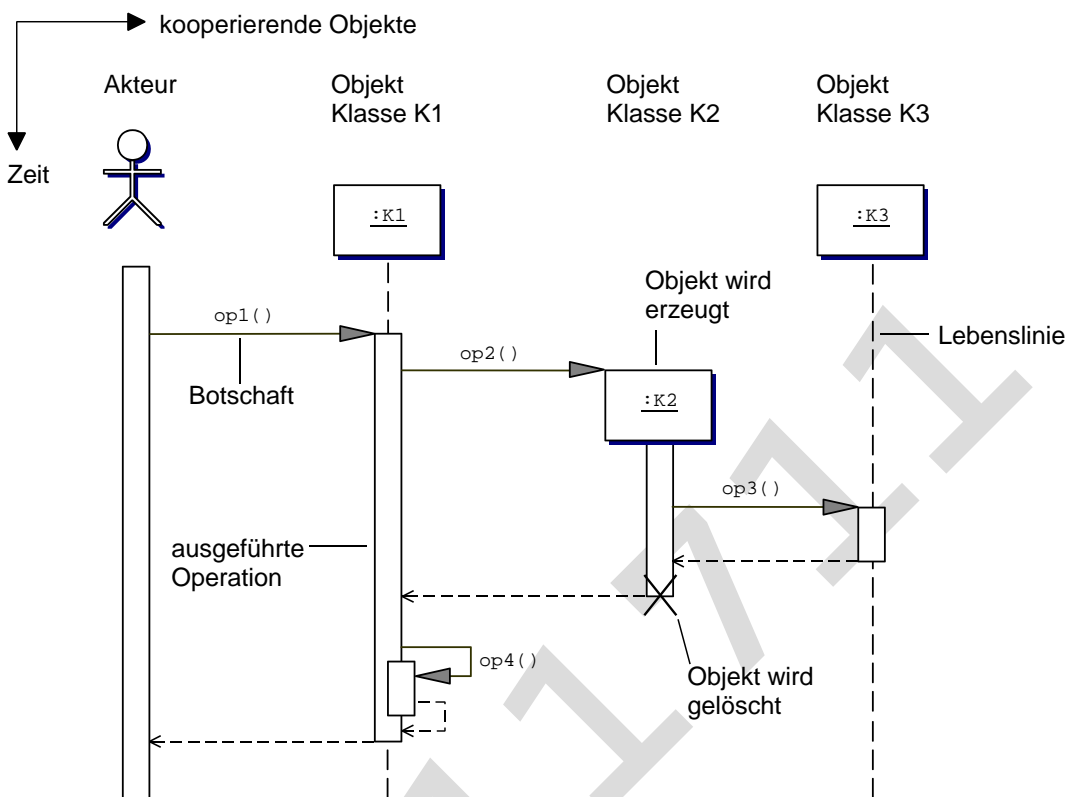 kooperierende Objekte
Akteur
Objekt
Klasse K1
Objekt
Klasse K2
Objekt
Klasse K3
Zeit
:K1
:K3
Objekt wird
erzeugt
op1()
Lebenslinie
op2()
Botschaft
:K2
op3()
ausgeführte
Operation
op4()
Objekt wird
gelöscht
1711